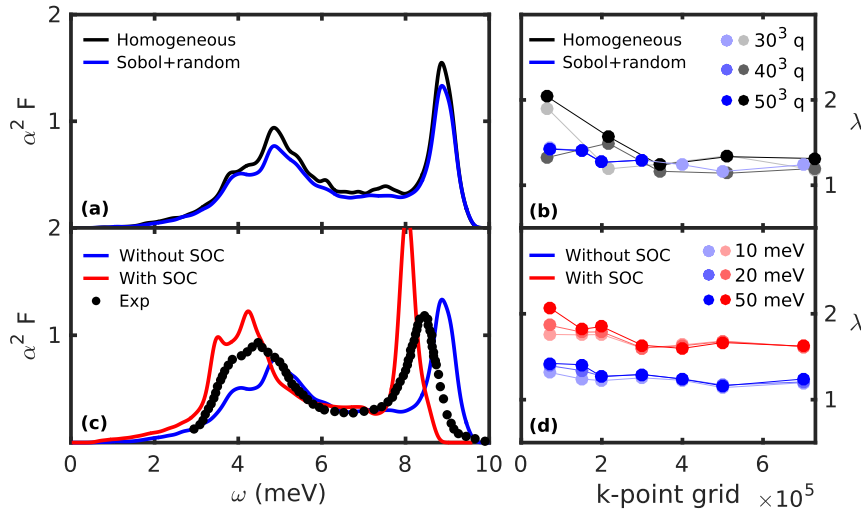 2
1
2
1
0
α² F
α² F
Homogeneous
Sobol+random
(a)
Without SOC
With SOC
Exp
(c)
0 2 4 6 8 10
ω (meV)
Homogeneous
Sobol+random
30³ q
40³ q
50³ q
(b)
2
1
λ
Without SOC
With SOC
10 meV
20 meV
50 meV
(d)
2
1
λ
0 2 4 6
k-point grid ×10⁵